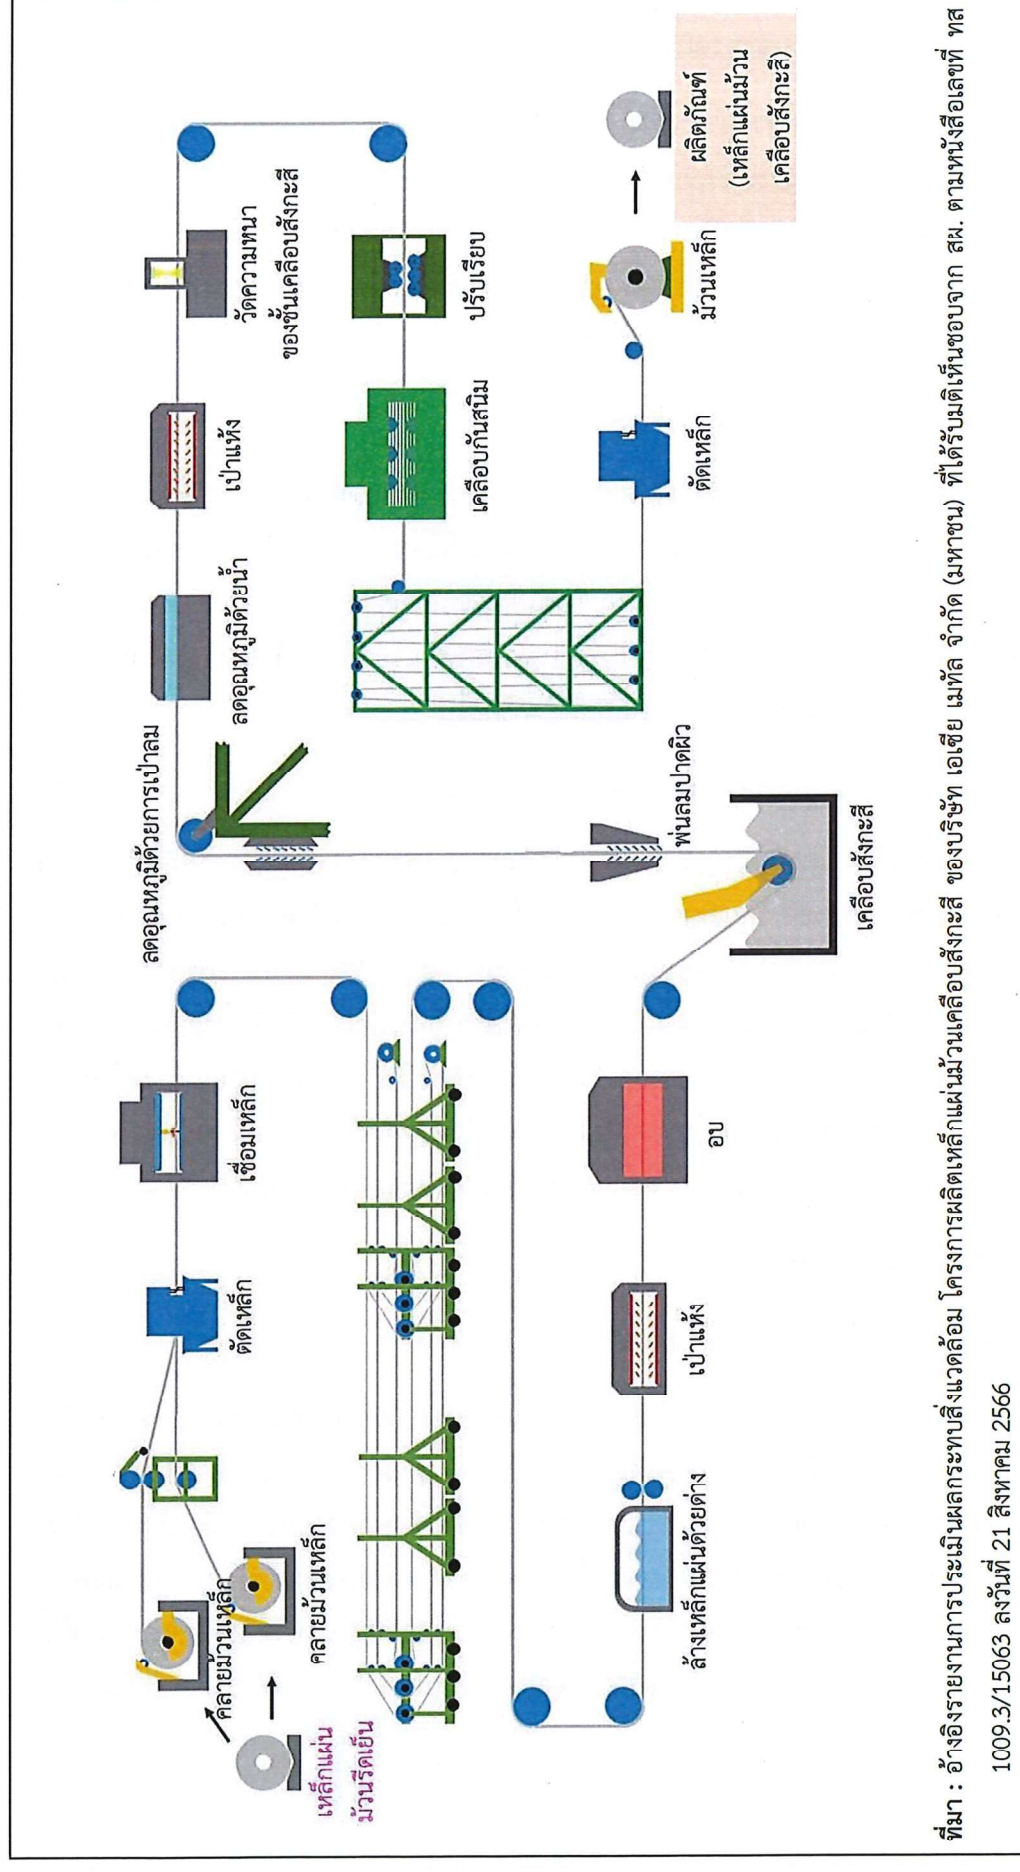 เหล็กแผ่น
ม้วนรีดเย็น
คลายม้วนเหล็ก
คลายม้วนเหล็ก
ตัดเหล็ก
เชื่อมเหล็ก
ล้างเหล็กแผ่นด้วยด่าง
เป่าแห้ง
อบ
เคลือบสังกะสี
พ่นลมปาดผิว
ลดอุณหภูมิด้วยการเป่าลม
ลดอุณหภูมิด้วยน้ำ
เป่าแห้ง
วัดความหนา
ของชั้นเคลือบสังกะสี
ปรับเรียบ
เคลือบกันสนิม
ตัดเหล็ก
ม้วนเหล็ก
ผลิตภัณฑ์
(เหล็กแผ่นม้วน
เคลือบสังกะสี)
ที่มา : อ้างอิงรายงานการประเมินผลกระทบสิ่งแวดล้อม โครงการผลิตเหล็กแผ่นม้วนเคลือบสังกะสี ของบริษัท เอเชีย เมทัล จำกัด (มหาชน) ที่ได้รับมติเห็นชอบจาก สผ. ตามหนังสือเลขที่ ทส
1009.3/15063 ลงวันที่ 21 สิงหาคม 2566